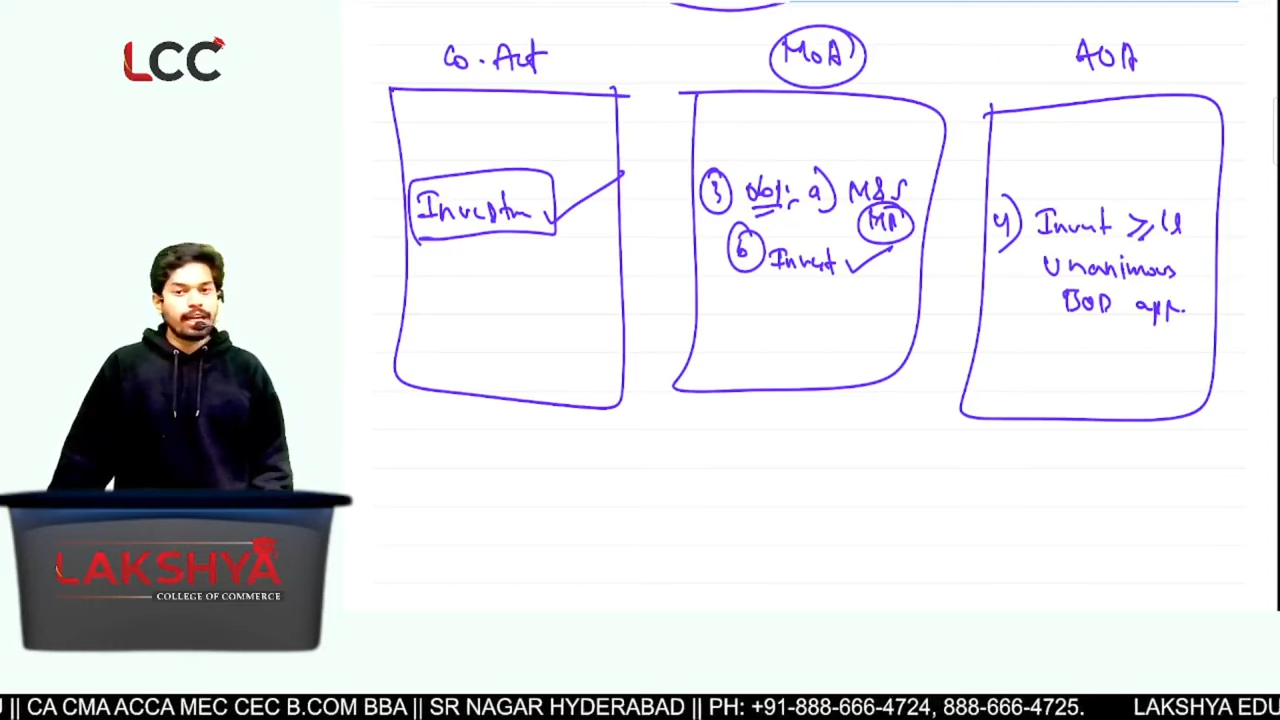 LCC
Co. Act
MOA
AOA
3 obj:- a) M&S
Invest ✓
MA
4) Invest ≥
6 Invest ✓
Unanimous
BOD app.
LAKSHYA
COLLEGE OF COMMERCE
|| CA CMA ACCA MEC CEC B.COM BBA || SR NAGAR HYDERABAD || PH: +91-888-666-4724, 888-666-4725. LAKSHYA EDU